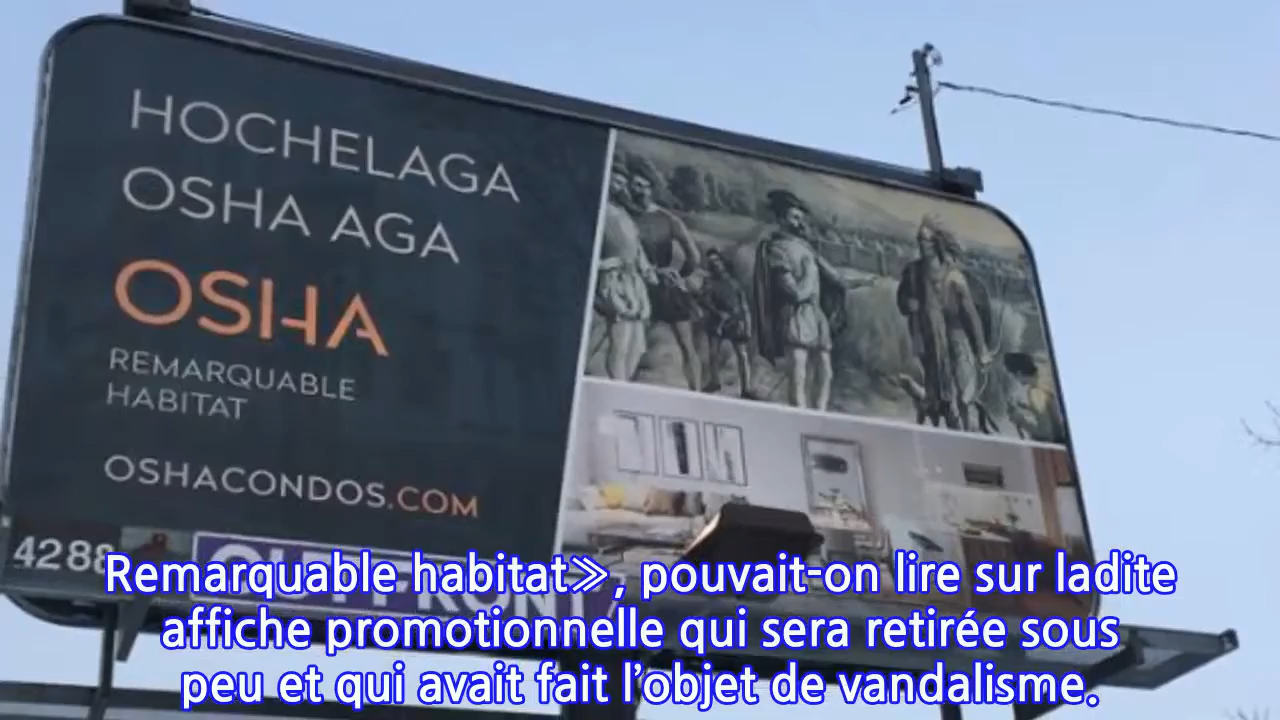 HOCHELAGA
OSHA AGA
OSHA
REMARQUABLE
HABITAT
OSHACONDOS.COM
4288
Remarquable habitat≫, pouvait-on lire sur ladite
affiche promotionnelle qui sera retirée sous
peu et qui avait fait l'objet de vandalisme.